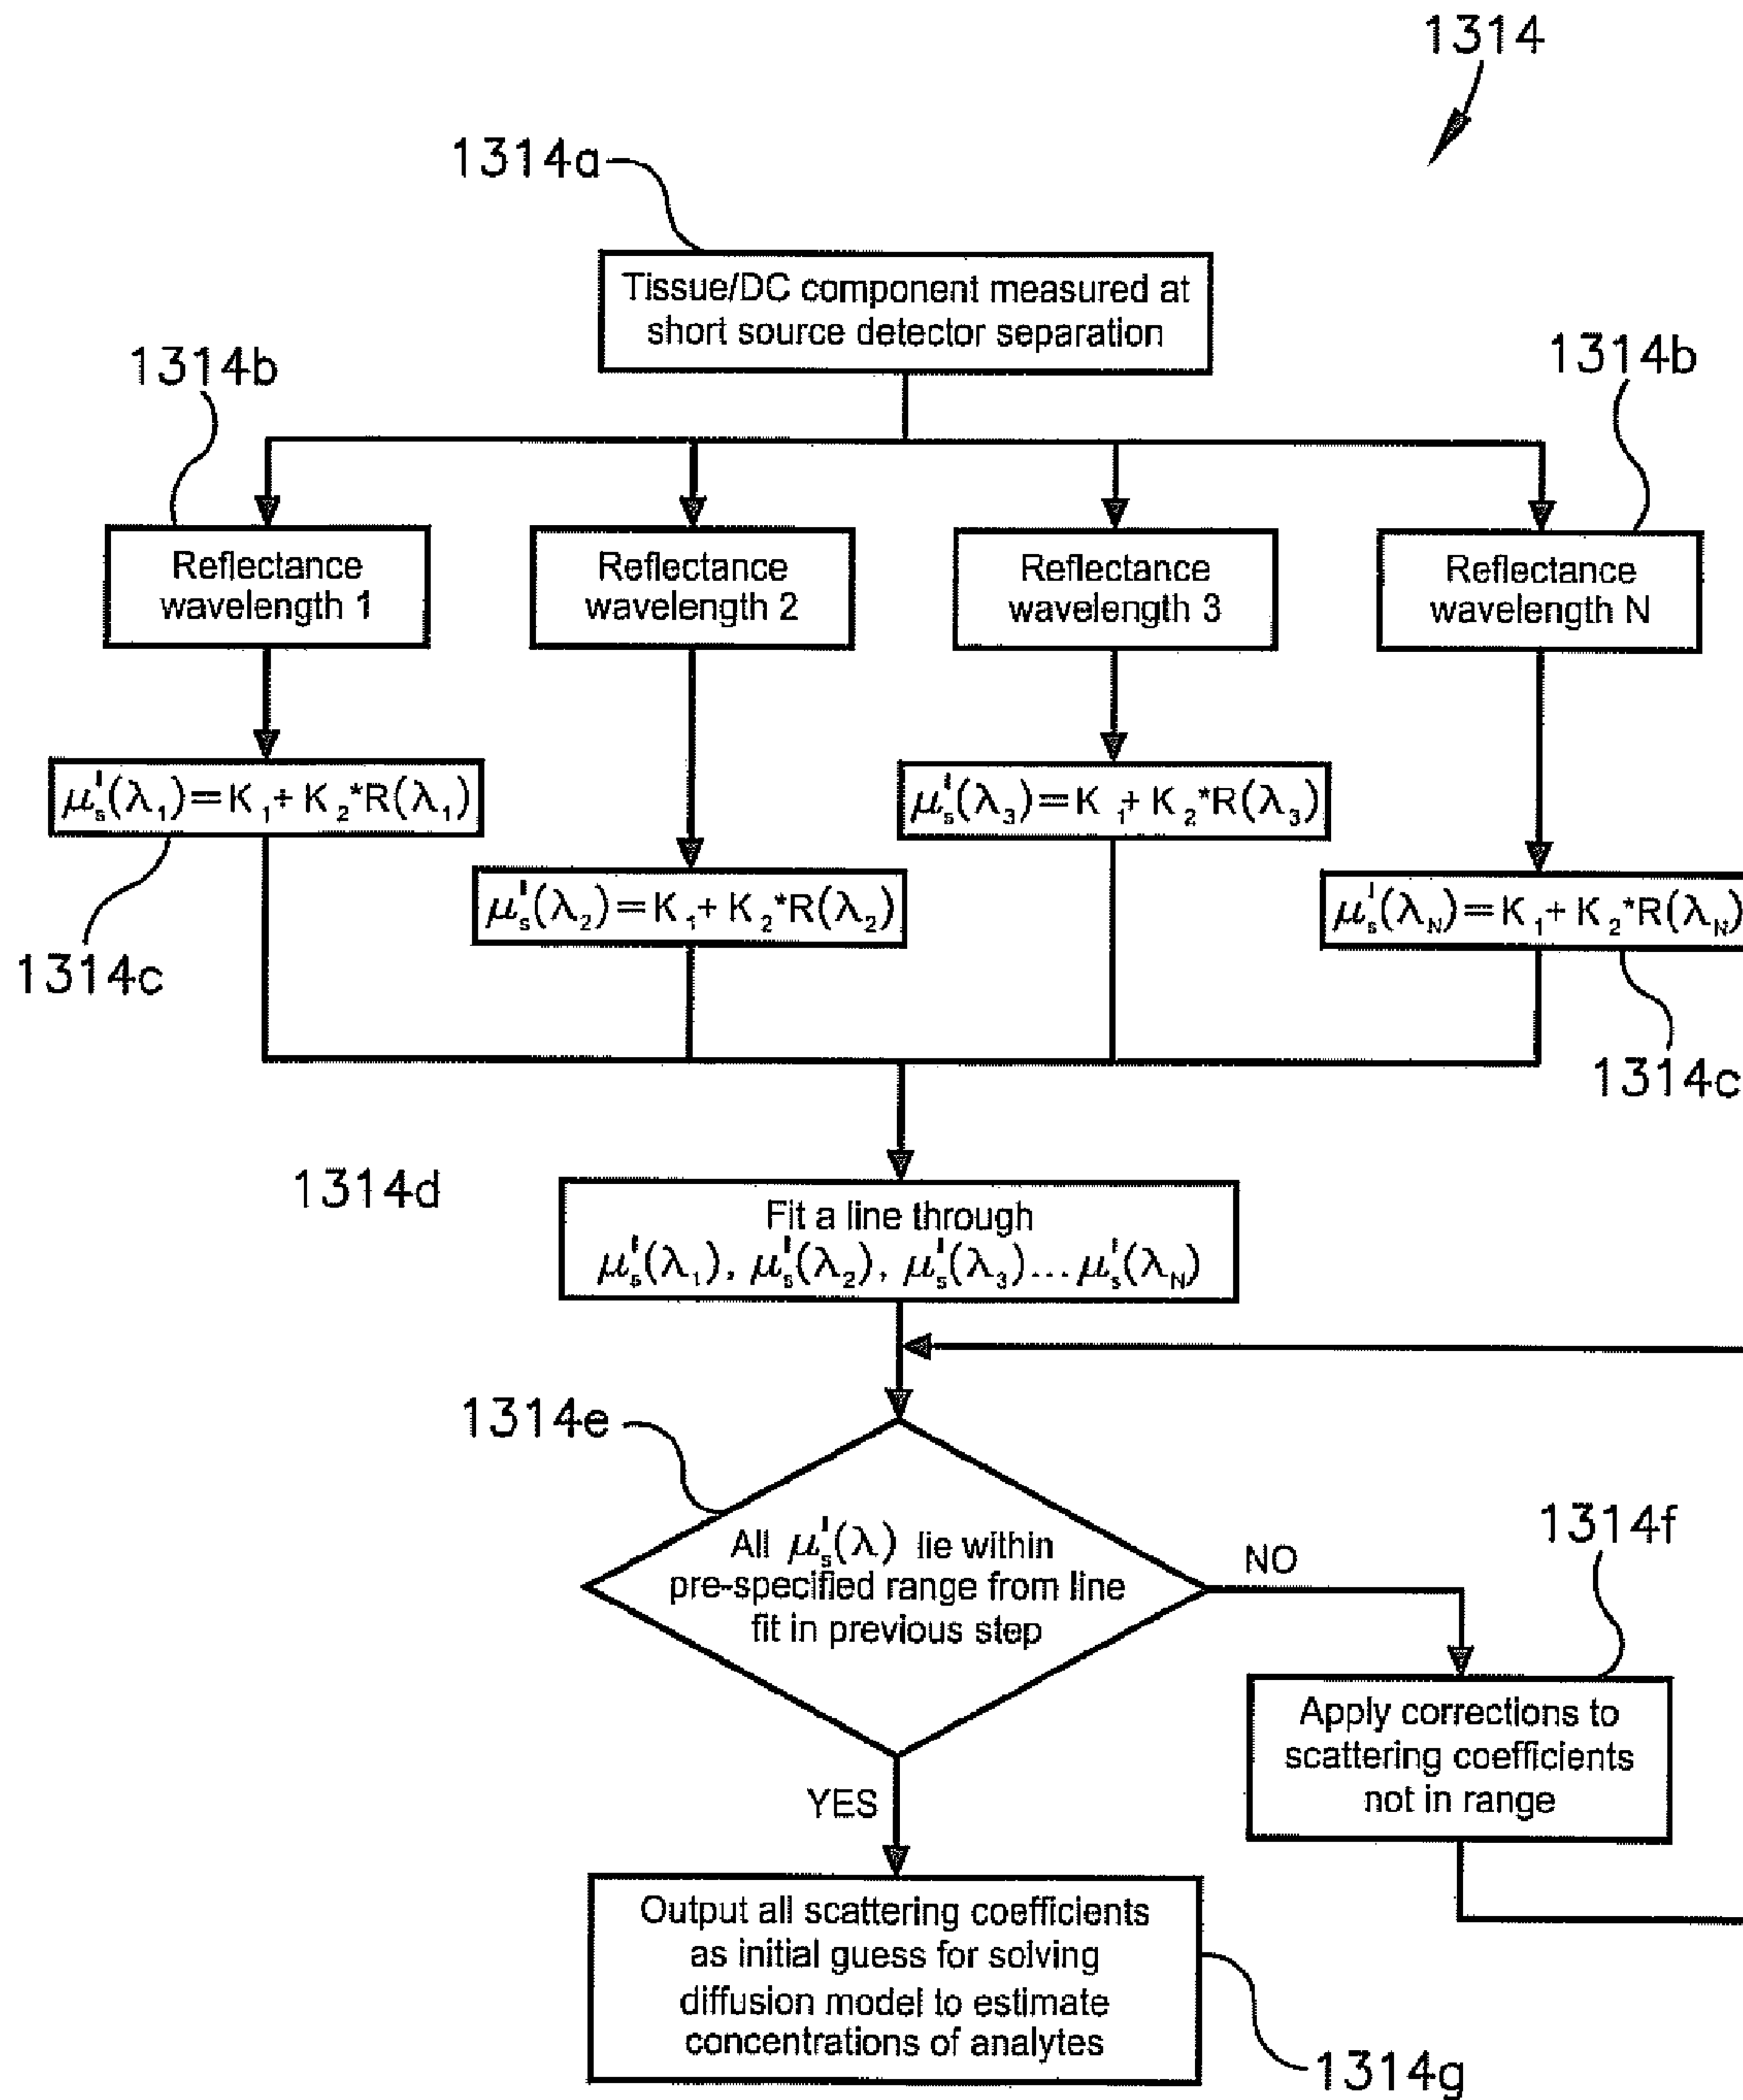 1314
1314a
Tissue/DC component measured at
short source detector separation
1314b
1314b
Reflectance
wavelength 1
Reflectance
wavelength 2
Reflectance
wavelength 3
Reflectance
wavelength N
μ's(λ1)=K1+ K2*R(λ1)
μ's(λ3)=K1+ K2*R(λ3)
μ's(λ2)=K1+ K2*R(λ2)
μ's(λN)=K1+ K2*R(λN)
1314c
1314c
1314d
Fit a line through
μ's(λ1), μ's(λ2), μ's(λ3)... μ's(λN)
1314e
All μ's(λ) lie within
pre-specified range from line
fit in previous step
NO
1314f
Apply corrections to
scattering coefficients
not in range
YES
Output all scattering coefficients
as initial guess for solving
diffusion model to estimate
concentrations of analytes
1314g